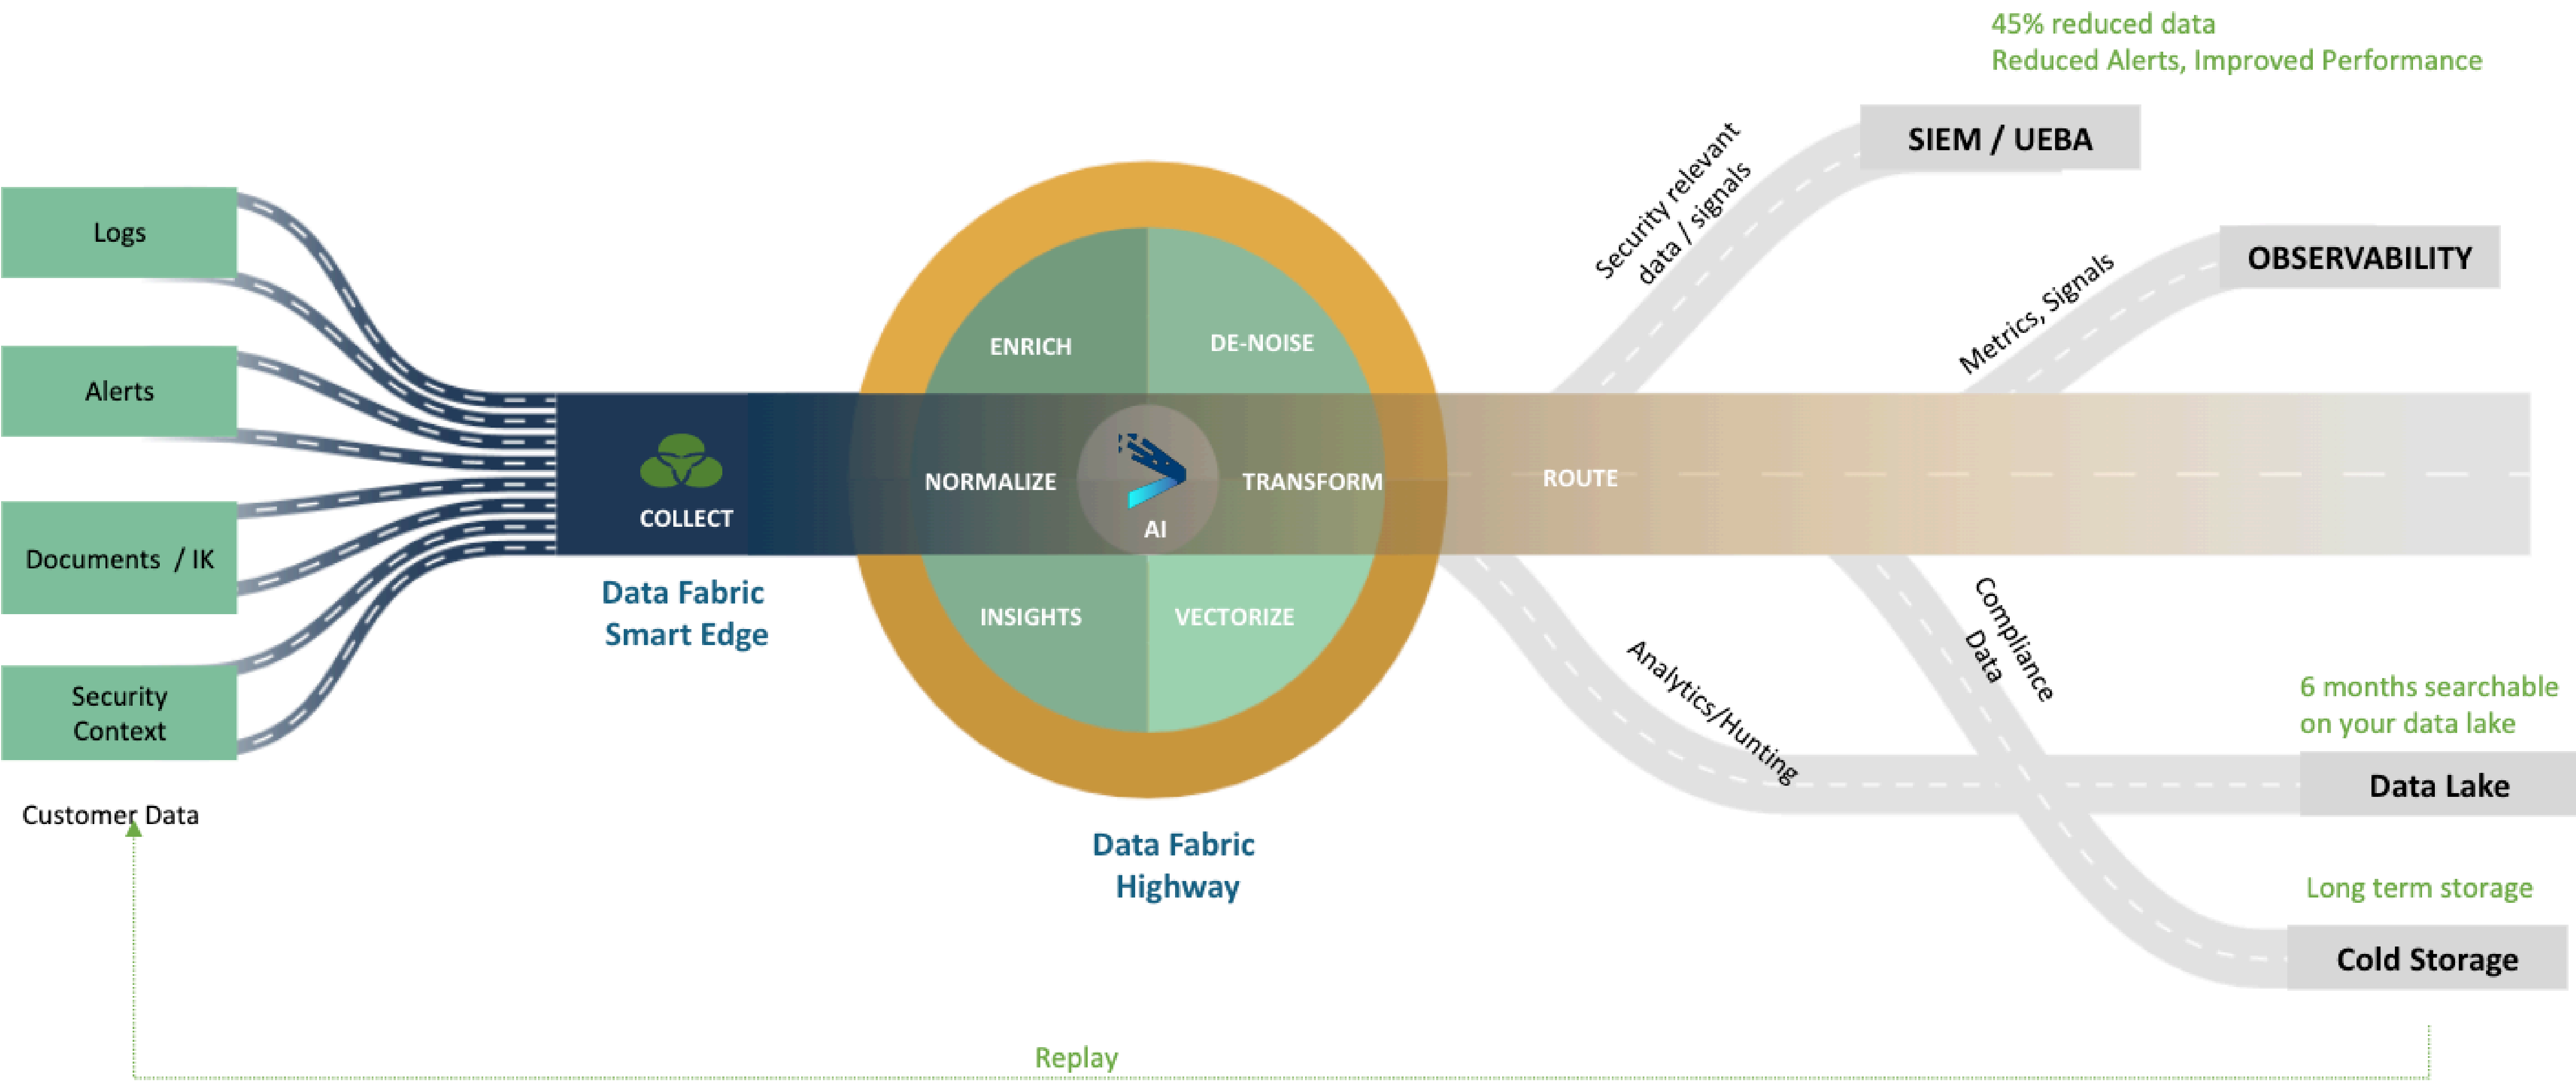 45% reduced data
Reduced Alerts, Improved Performance
SIEM / UEBA
Security relevant
data / signals
OBSERVABILITY
Metrics, Signals
Logs
Alerts
Documents / IK
Security
Context
Customer Data
COLLECT
Data Fabric
Smart Edge
ENRICH
DE-NOISE
NORMALIZE
AI
TRANSFORM
INSIGHTS
VECTORIZE
Data Fabric
Highway
ROUTE
Analytics/Hunting
Compliance
Data
6 months searchable
on your data lake
Data Lake
Long term storage
Cold Storage
Replay